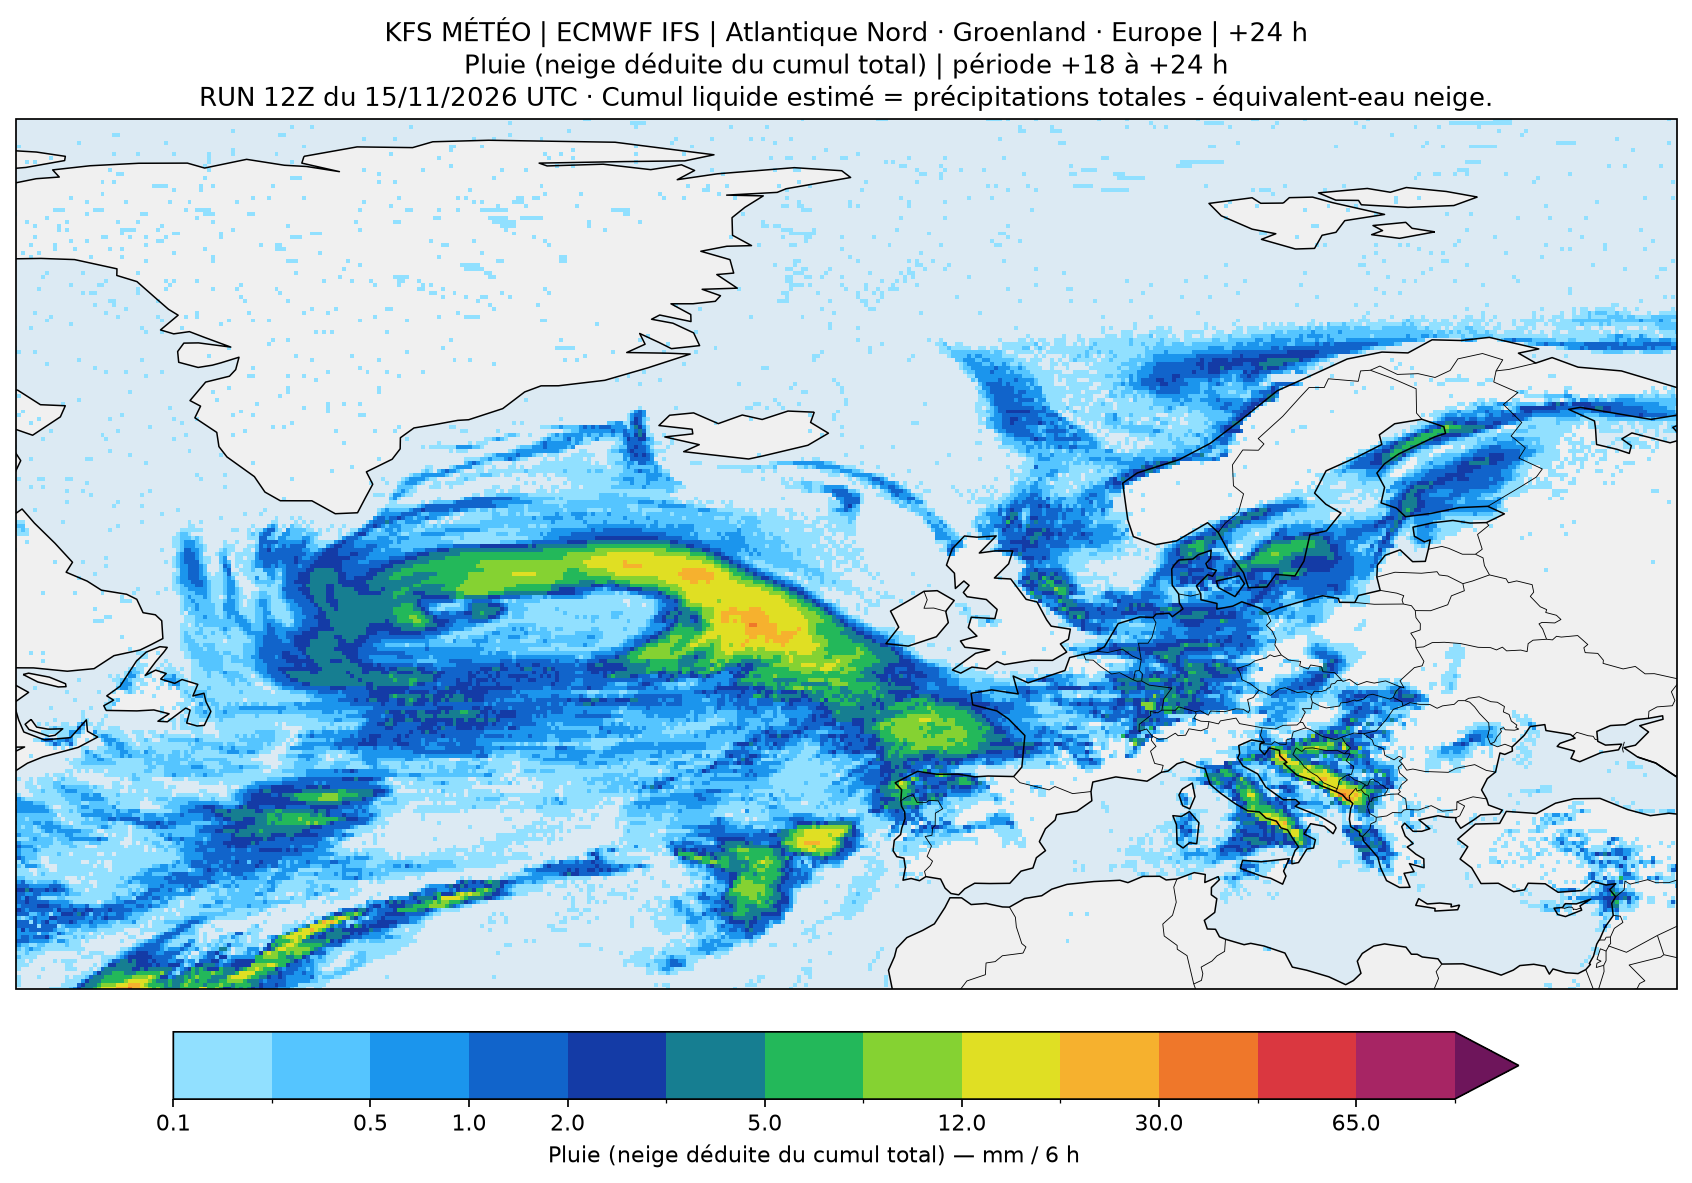 KFS MÉTÉO | ECMWF IFS | Atlantique Nord · Groenland · Europe | +24 h
Pluie (neige déduite du cumul total) | période +18 à +24 h
RUN 12Z du 15/11/2026 UTC · Cumul liquide estimé = précipitations totales - équivalent-eau neige.
0.1 0.5 1.0 2.0 5.0 12.0 30.0 65.0
Pluie (neige déduite du cumul total) — mm / 6 h